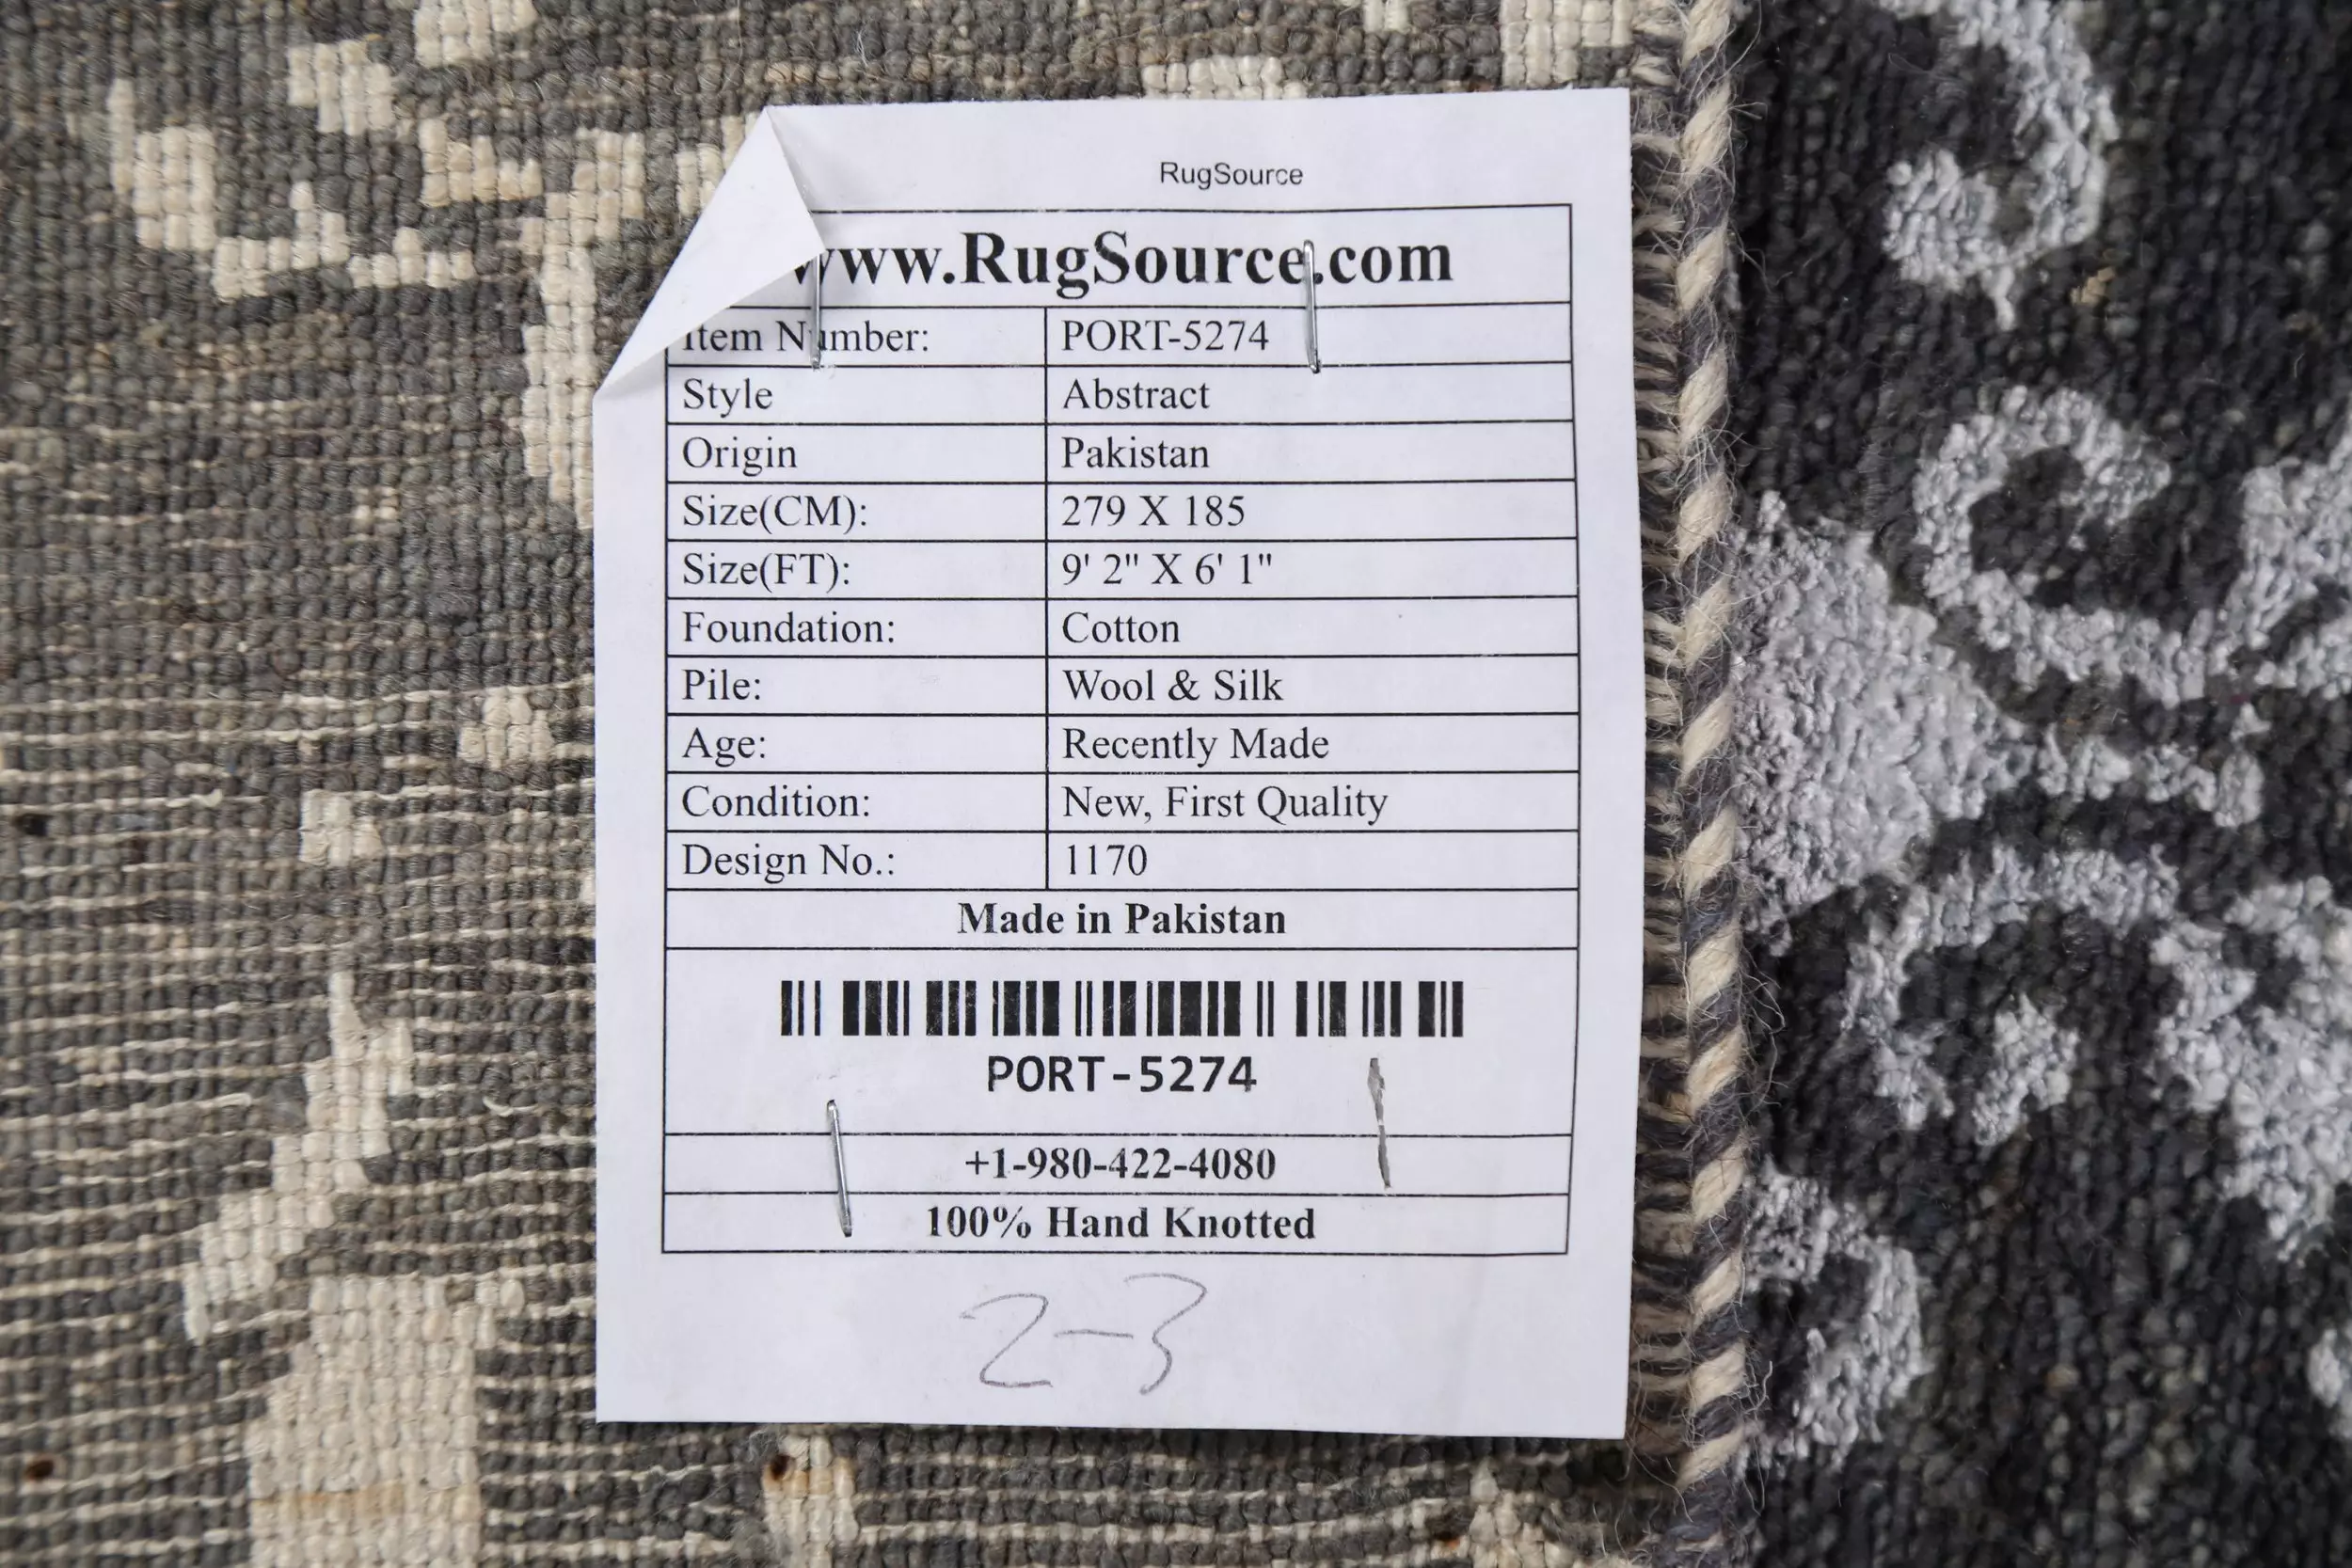 RugSource
www.RugSource.com
Item Number: PORT-5274
Style Abstract
Origin Pakistan
Size(CM): 279 X 185
Size(FT): 9' 2" X 6' 1"
Foundation: Cotton
Pile: Wool & Silk
Age: Recently Made
Condition: New, First Quality
Design No.: 1170
Made in Pakistan
PORT-5274
+1-980-422-4080
100% Hand Knotted
2-3